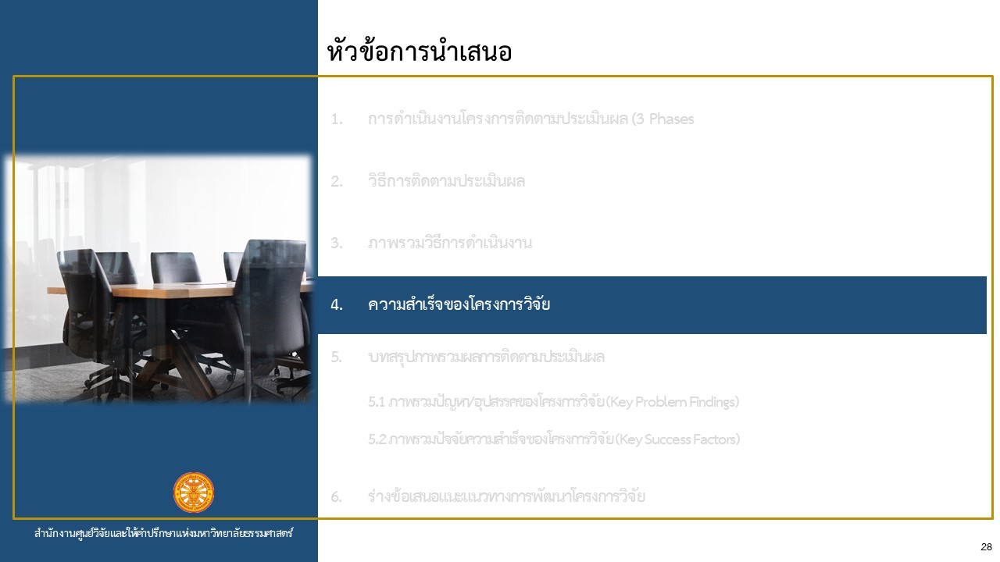 หัวข้อการนำเสนอ
1. การดำเนินงานโครงการติดตามประเมินผล (3 Phases
2. วิธีการติดตามประเมินผล
3. ภาพรวมวิธีการดำเนินงาน
4. ความสำเร็จของโครงการวิจัย
5. บทสรุปภาพรวมผลการติดตามประเมินผล
5.1 ภาพรวมปัญหา/อุปสรรคของโครงการวิจัย (Key Problem Findings)
5.2 ภาพรวมปัจจัยความสำเร็จของโครงการวิจัย (Key Success Factors)
6. ร่างข้อเสนอแนะแนวทางการพัฒนาโครงการวิจัย
สำนักงานศูนย์วิจัยและให้คำปรึกษาแห่งมหาวิทยาลัยธรรมศาสตร์
28